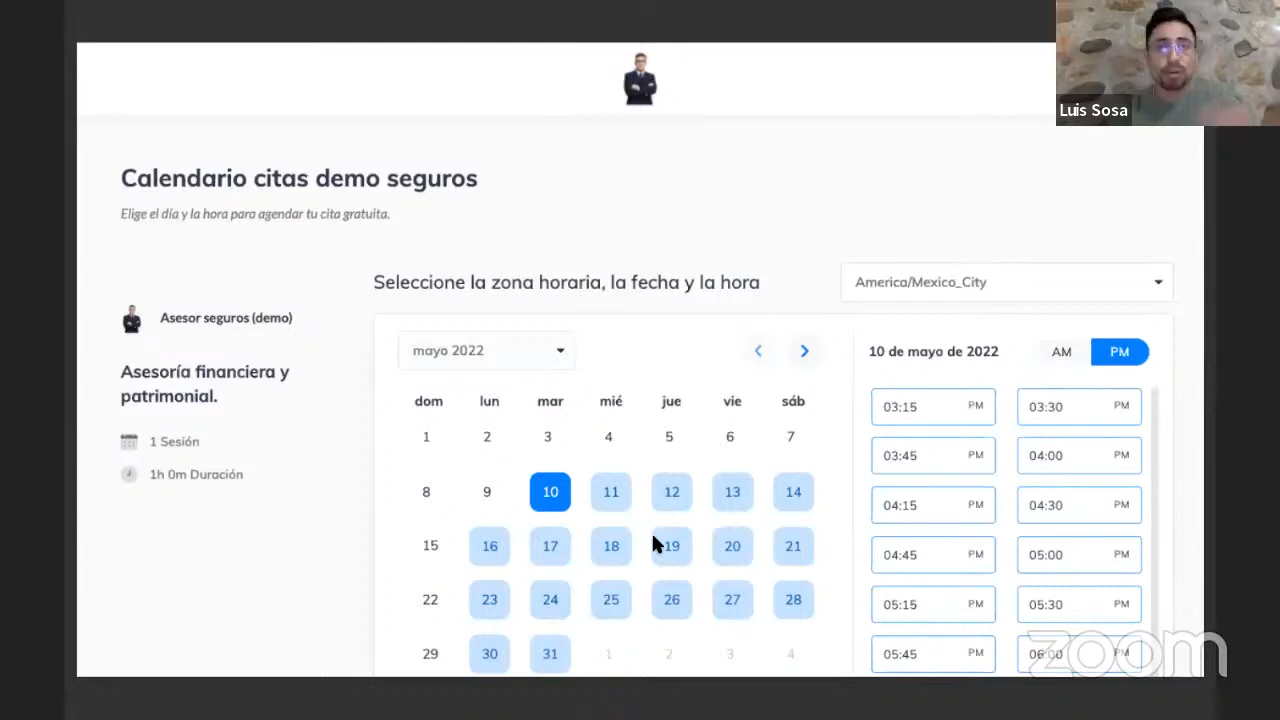 Luis Sosa
Calendario citas demo seguros
Elige el día y la hora para agendar tu cita gratuita.
Asesor seguros (demo)
Asesoría financiera y
patrimonial.
1 Sesión
1h 0m Duración
Seleccione la zona horaria, la fecha y la hora
America/Mexico_City
mayo 2022
dom lun mar mié jue vie sáb
1 2 3 4 5 6 7
8 9 10 11 12 13 14
15 16 17 18 19 20 21
22 23 24 25 26 27 28
29 30 31 1 2 3 4
10 de mayo de 2022 AM PM
03:15 PM 03:30 PM
03:45 PM 04:00 PM
04:15 PM 04:30 PM
04:45 PM 05:00 PM
05:15 PM 05:30 PM
05:45 PM 06:00 PM
zoom